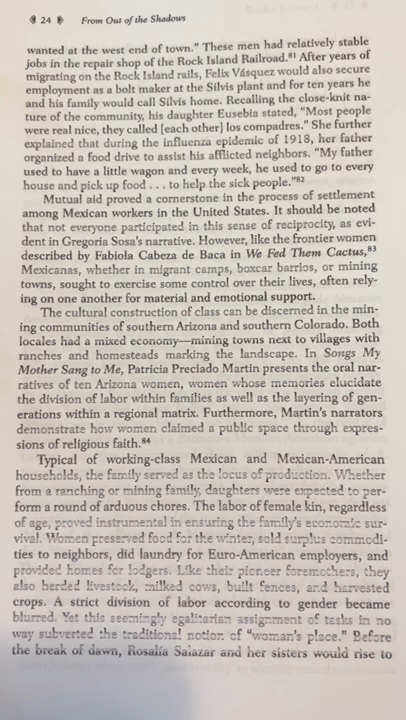 24 From Out of the Shadows
wanted at the west end of town." These men had relatively stable
jobs in the repair shop of the Rock Island Railroad.81 After years of
migrating on the Rock Island rails, Felix Vásquez would also secure
employment as a bolt maker at the Silvis plant and for ten years he
and his family would call Silvis home. Recalling the close-knit na-
ture of the community, his daughter Eusebia stated, "Most people
were real nice, they called [each other] los compadres." She further
explained that during the influenza epidemic of 1918, her father
organized a food drive to assist his afflicted neighbors. "My father
used to have a little wagon and every week, he used to go to every
house and pick up food . . . to help the sick people."82
Mutual aid proved a cornerstone in the process of settlement
among Mexican workers in the United States. It should be noted
that not everyone participated in this sense of reciprocity, as evi-
dent in Gregoria Sosa's narrative. However, like the frontier women
described by Fabiola Cabeza de Baca in We Fed Them Cactus,83
Mexicanas, whether in migrant camps, boxcar barrios, or mining
towns, sought to exercise some control over their lives, often rely-
ing on one another for material and emotional support.
The cultural construction of class can be discerned in the min-
ing communities of southern Arizona and southern Colorado. Both
locales had a mixed economy—mining towns next to villages with
ranches and homesteads marking the landscape. In Songs My
Mother Sang to Me, Patricia Preciado Martin presents the oral nar-
ratives of ten Arizona women, women whose memories elucidate
the division of labor within families as well as the layering of gen-
erations within a regional matrix. Furthermore, Martin's narrators
demonstrate how women claimed a public space through expres-
sions of religious faith.84
Typical of working-class Mexican and Mexican-American
households, the family served as the locus of production. Whether
from a ranching or mining family, daughters were expected to per-
form a round of arduous chores. The labor of female kin, regardless
of age, proved instrumental in ensuring the family's economic sur-
vival. Women preserved food for the winter, sold surplus commodi-
ties to neighbors, did laundry for Euro-American employers, and
provided homes for lodgers. Like their pioneer foremothers, they
also herded livestock, milked cows, built fences, and harvested
crops. A strict division of labor according to gender became
blurred. Yet this seemingly egalitarian assignment of tasks in no
way subverted the traditional notion of "woman's place." Before
the break of dawn, Rosalía Salazar and her sisters would rise to